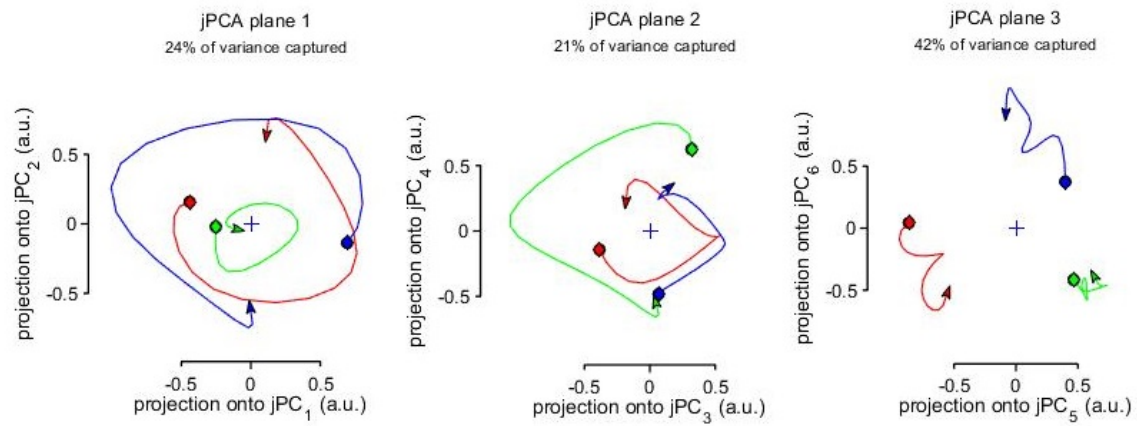 jPCA plane 1
24% of variance captured
projection onto jPC2 (a.u.)
0.5
0
-0.5
-0.5 0 0.5
projection onto jPC1 (a.u.)
jPCA plane 2
21% of variance captured
projection onto jPC4 (a.u.)
0.5
0
-0.5
-0.5 0 0.5
projection onto jPC3 (a.u.)
jPCA plane 3
42% of variance captured
projection onto jPC6 (a.u.)
0.5
0
-0.5
-0.5 0 0.5
projection onto jPC5 (a.u.)